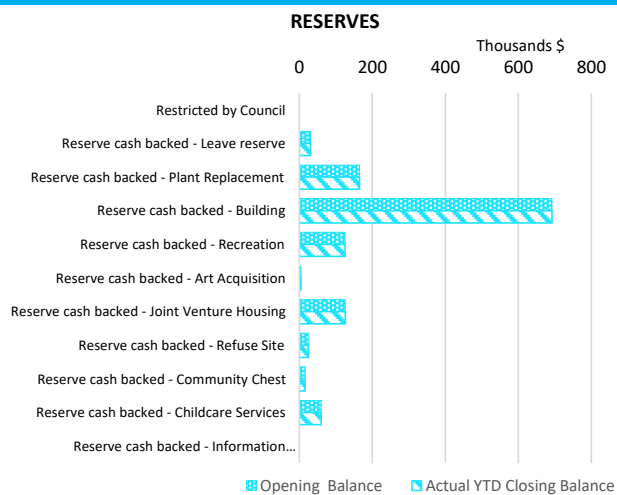 RESERVES
Thousands $
0 200 400 600 800
Restricted by Council
Reserve cash backed - Leave reserve
Reserve cash backed - Plant Replacement
Reserve cash backed - Building
Reserve cash backed - Recreation
Reserve cash backed - Art Acquisition
Reserve cash backed - Joint Venture Housing
Reserve cash backed - Refuse Site
Reserve cash backed - Community Chest
Reserve cash backed - Childcare Services
Reserve cash backed - Information…
Opening Balance Actual YTD Closing Balance